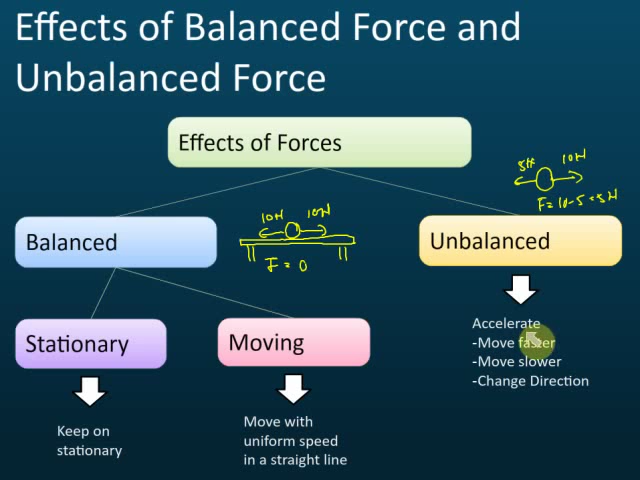 Effects of Balanced Force and
Unbalanced Force
Effects of Forces
5N 10N
F = 10-5 = 5N
Balanced
10N 10N
F = 0
Unbalanced
Stationary
Moving
Accelerate
-Move faster
-Move slower
-Change Direction
Keep on
stationary
Move with
uniform speed
in a straight line